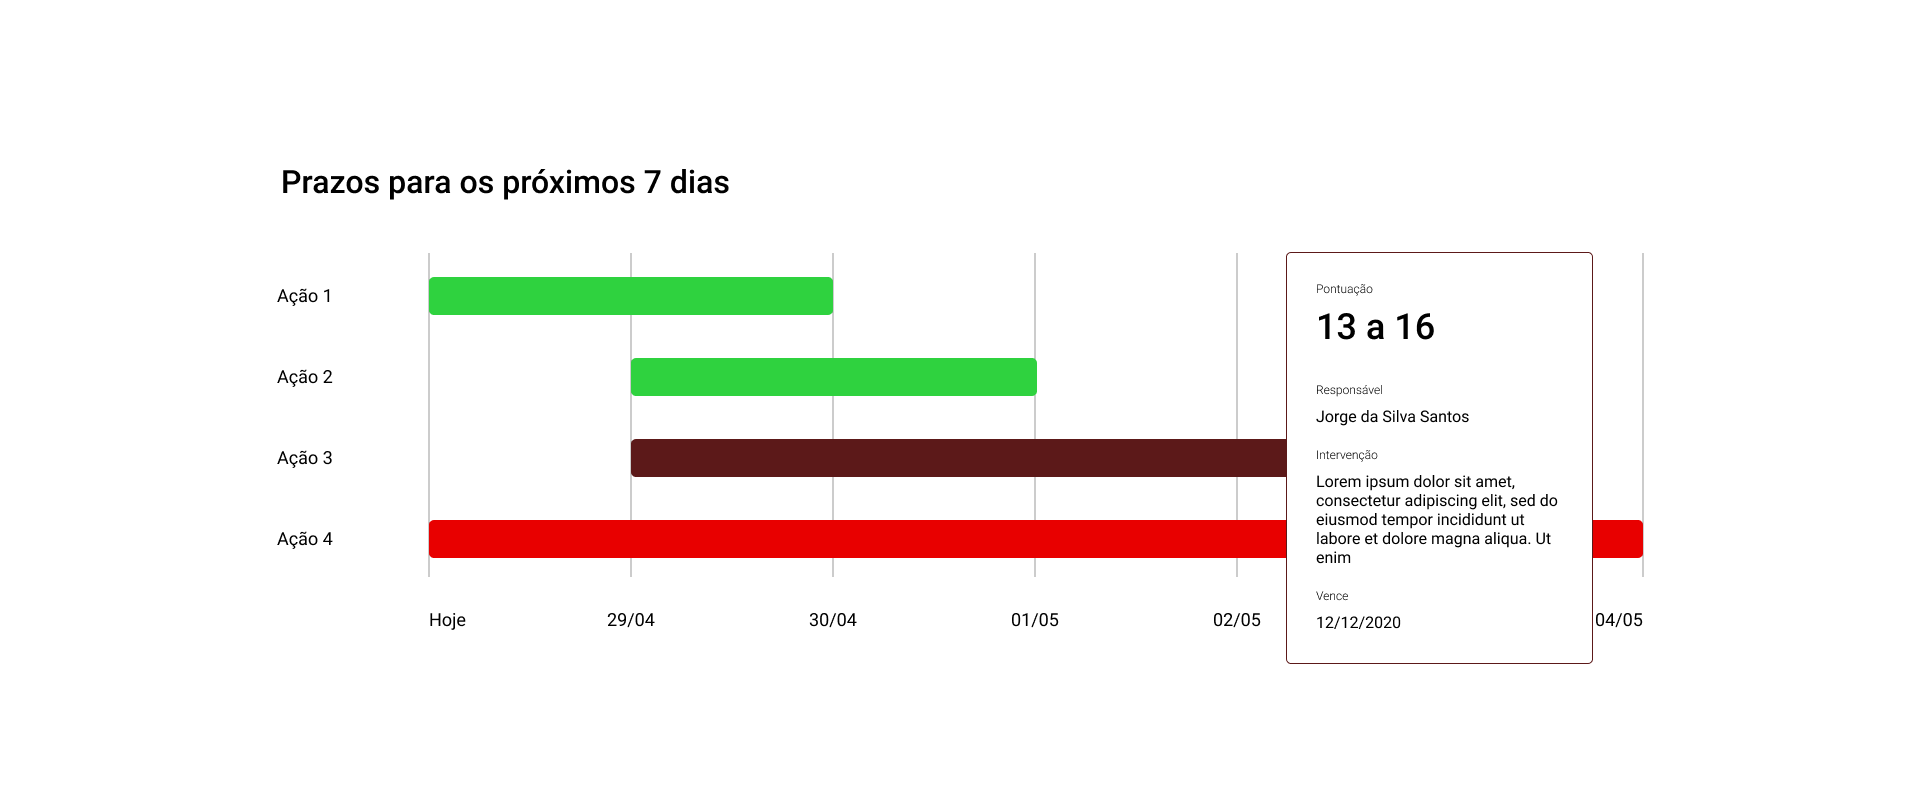 Prazos para os próximos 7 dias
Ação 1
Ação 2
Ação 3
Ação 4
Hoje
29/04
30/04
01/05
02/05
04/05
Pontuação
13 a 16
Responsável
Jorge da Silva Santos
Intervenção
Lorem ipsum dolor sit amet,
consectetur adipiscing elit, sed do
eiusmod tempor incididunt ut
labore et dolore magna aliqua. Ut
enim
Vence
12/12/2020